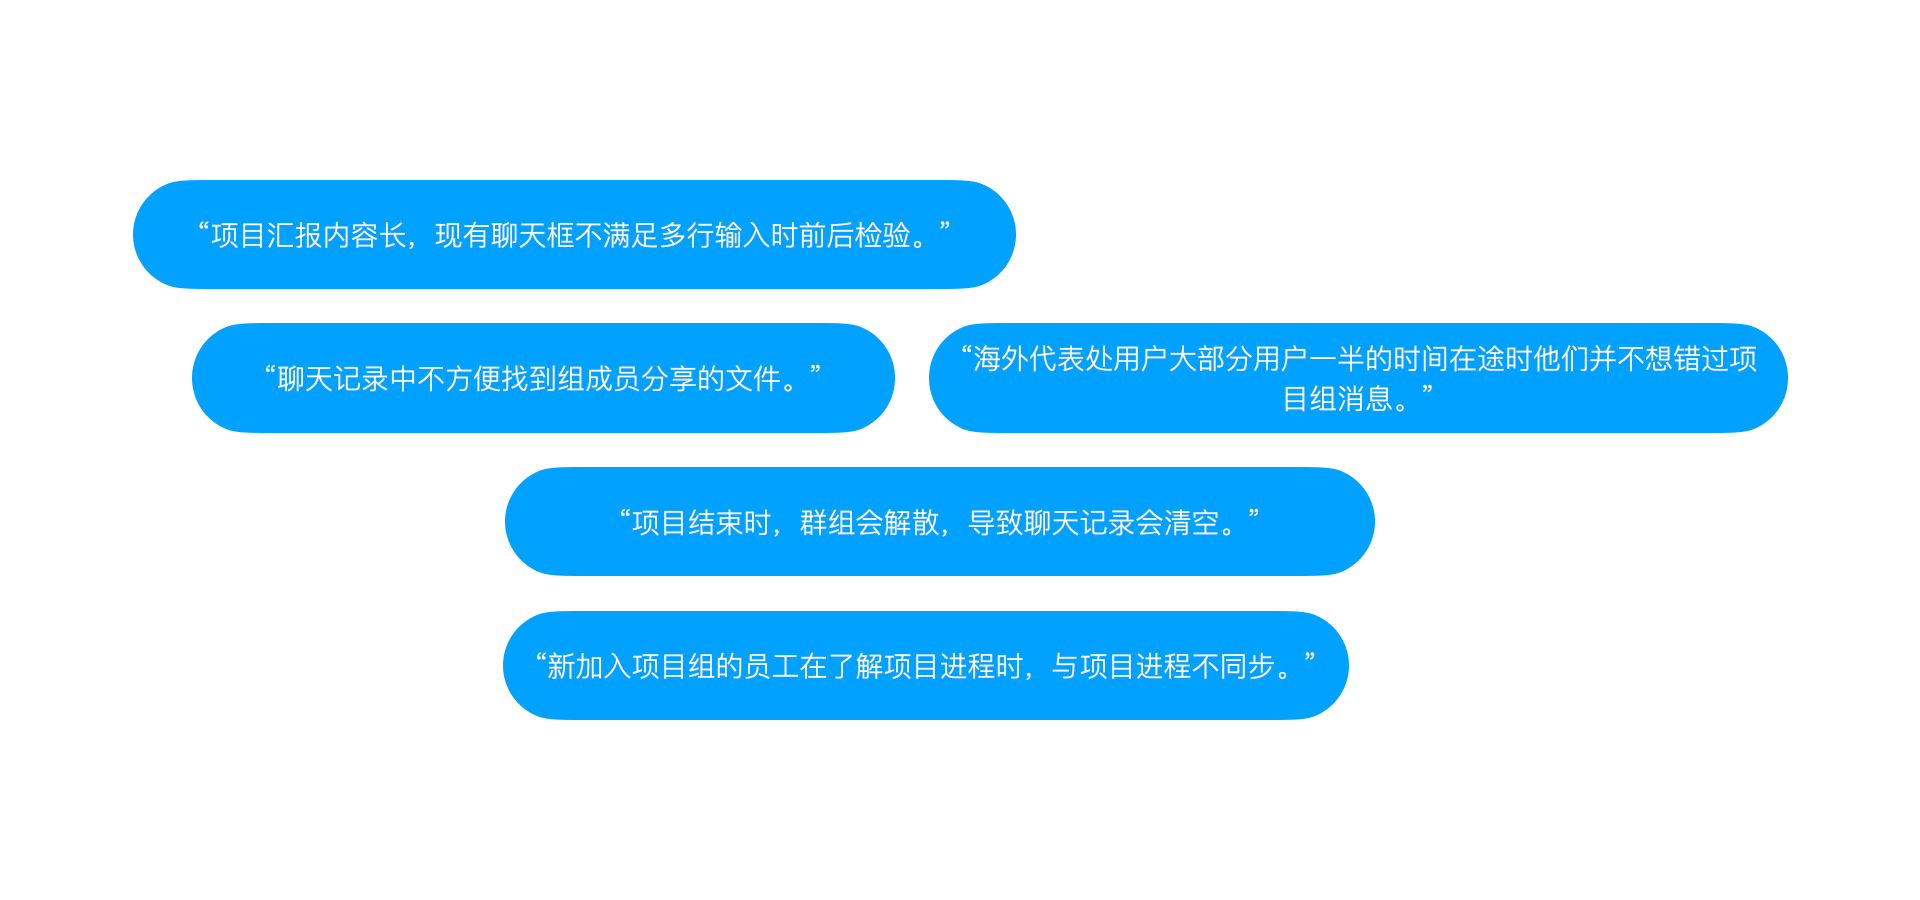 “项目汇报内容长，现有聊天框不满足多行输入时前后检验。”
“聊天记录中不方便找到组成员分享的文件。”
“海外代表处用户大部分用户一半的时间在途时他们并不想错过项
目组消息。”
“项目结束时，群组会解散，导致聊天记录会清空。”
“新加入项目组的员工在了解项目进程时，与项目进程不同步。”